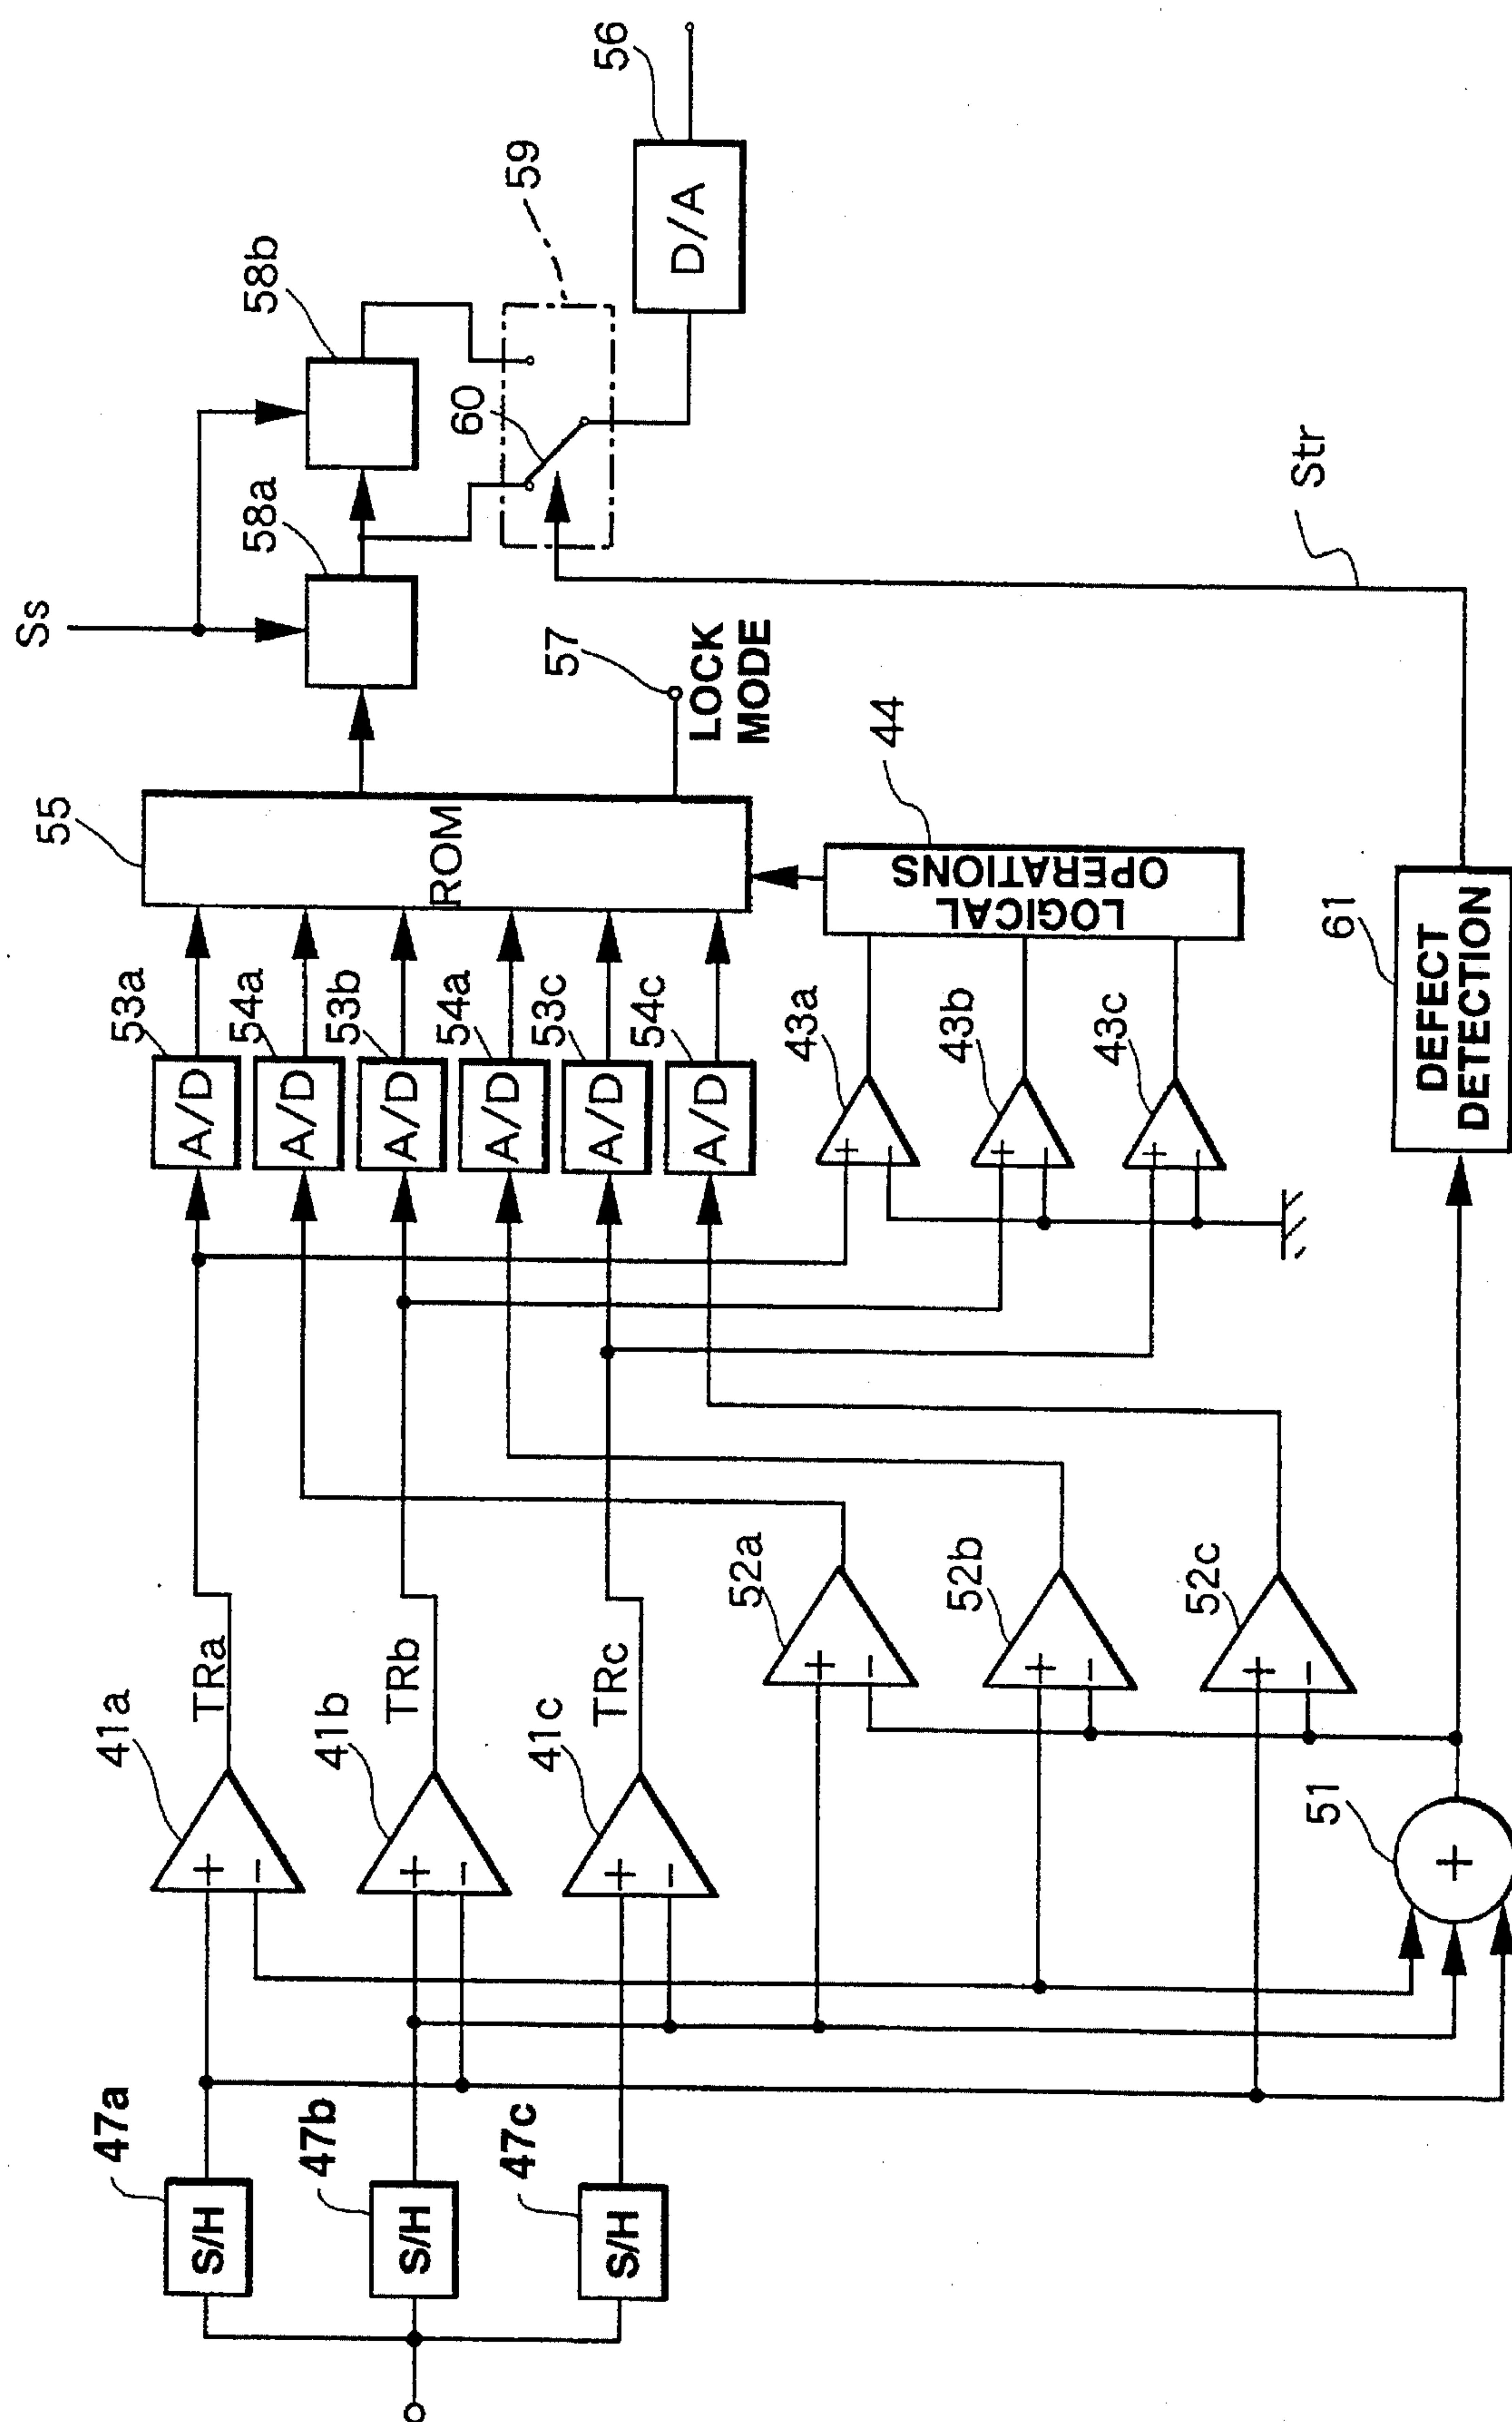 47a
S/H
47b
S/H
47c
S/H
41a
+
−
TRa
41b
+
−
TRb
41c
+
−
TRc
51
+
52a
+
−
52b
+
−
52c
+
−
53a
A/D
54a
A/D
53b
A/D
54a
A/D
53c
A/D
54c
A/D
43a
+
−
43b
+
−
43c
+
−
55
ROM
44
LOGICAL
OPERATIONS
57
LOCK
MODE
61
DEFECT
DETECTION
Ss
58a
58b
59
60
D/A
56
Str